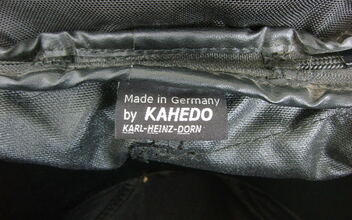 Made in Germany
by KAHEDO
KARL-HEINZ-DORN